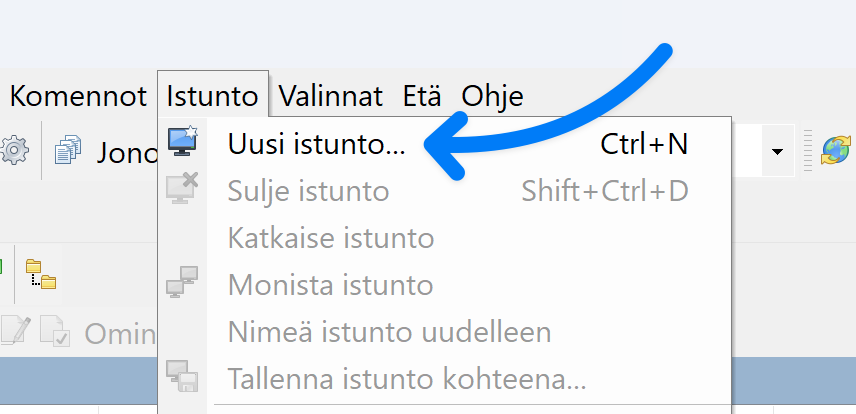 Komennot Istunto Valinnat Etä Ohje
Jono
Uusi istunto... Ctrl+N
Sulje istunto Shift+Ctrl+D
Katkaise istunto
Monista istunto
Nimeä istunto uudelleen
Omin
Tallenna istunto kohteena...